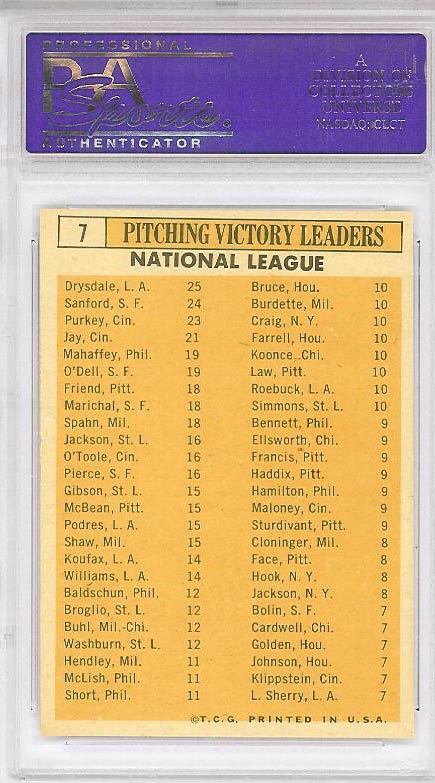 PROFESSIONAL
PSA
Sports.
AUTHENTICATOR
A
DIVISION OF
COLLECTORS
UNIVERSE
NASDAQ:CLCT
7 PITCHING VICTORY LEADERS
NATIONAL LEAGUE
Drysdale, L. A. 25
Sanford, S. F. 24
Purkey, Cin. 23
Jay, Cin. 21
Mahaffey, Phil. 19
O'Dell, S. F. 19
Friend, Pitt. 18
Marichal, S. F. 18
Spahn, Mil. 18
Jackson, St. L. 16
O'Toole, Cin. 16
Pierce, S. F. 16
Gibson, St. L. 15
McBean, Pitt. 15
Podres, L. A. 15
Shaw, Mil. 15
Koufax, L. A. 14
Williams, L. A. 14
Baldschun, Phil. 12
Broglio, St. L. 12
Buhl, Mil.-Chi. 12
Washburn, St. L. 12
Hendley, Mil. 11
McLish, Phil. 11
Short, Phil. 11
Bruce, Hou. 10
Burdette, Mil. 10
Craig, N. Y. 10
Farrell, Hou. 10
Koonce, Chi. 10
Law, Pitt. 10
Roebuck, L. A. 10
Simmons, St. L. 10
Bennett, Phil. 9
Ellsworth, Chi. 9
Francis, Pitt. 9
Haddix, Pitt. 9
Hamilton, Phil. 9
Maloney, Cin. 9
Sturdivant, Pitt. 9
Cloninger, Mil. 8
Face, Pitt. 8
Hook, N. Y. 8
Jackson, N. Y. 8
Bolin, S. F. 7
Cardwell, Chi. 7
Golden, Hou. 7
Johnson, Hou. 7
Klippstein, Cin. 7
L. Sherry, L. A. 7
©T.C.G. PRINTED IN U.S.A.